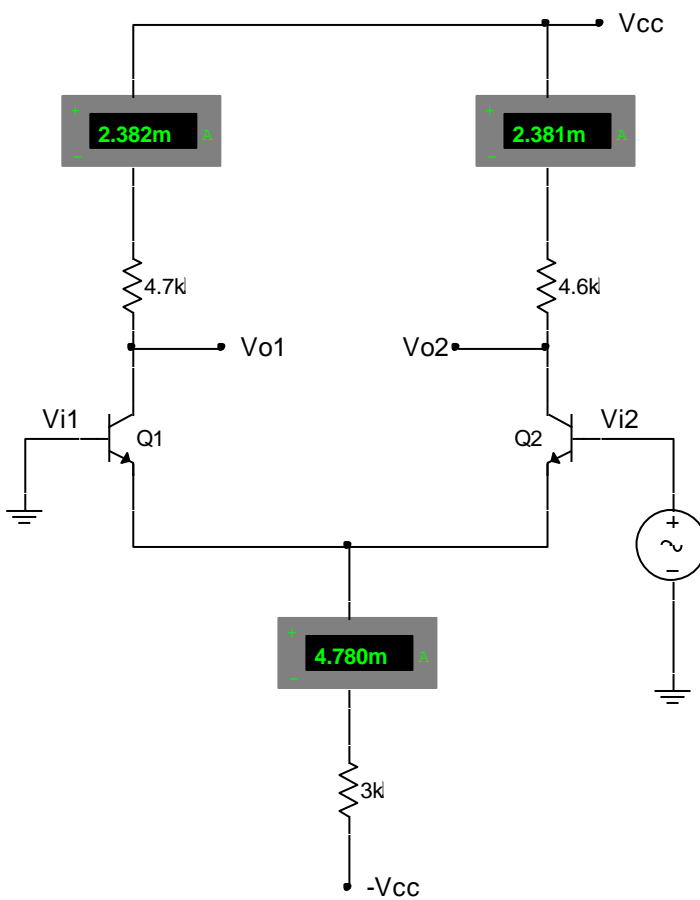 Vcc
+
2.382m
A
−
+
2.381m
A
−
4.7k
4.6k
Vo1
Vo2
Vi1
Q1
Q2
Vi2
+
−
+
4.780m
A
−
3k
-Vcc